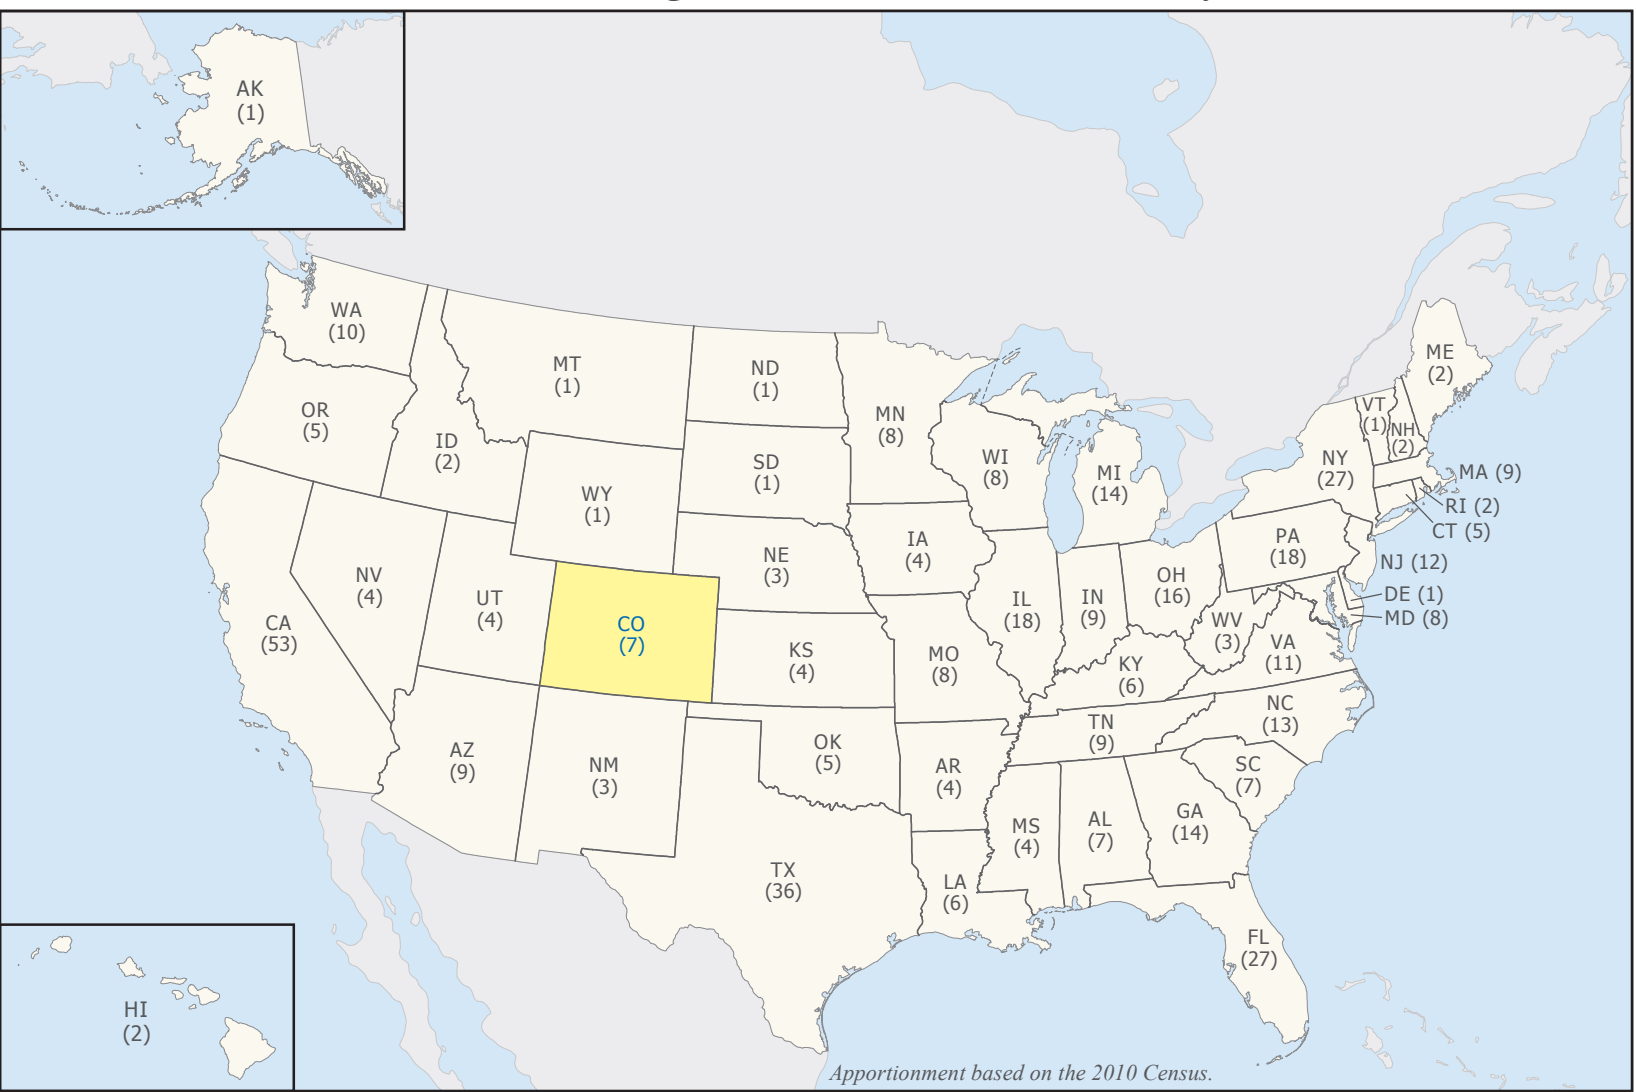 AK
(1)
WA
(10)
MT
(1)
ND
(1)
MN
(8)
ME
(2)
VT
(1)
NH
(2)
OR
(5)
ID
(2)
SD
(1)
WI
(8)
MI
(14)
NY
(27)
MA (9)
RI (2)
CT (5)
WY
(1)
IA
(4)
PA
(18)
NJ (12)
NE
(3)
OH
(16)
DE (1)
MD (8)
NV
(4)
UT
(4)
CO
(7)
IL
(18)
IN
(9)
WV
(3)
VA
(11)
CA
(53)
KS
(4)
MO
(8)
KY
(6)
NC
(13)
TN
(9)
AZ
(9)
NM
(3)
OK
(5)
AR
(4)
SC
(7)
MS
(4)
AL
(7)
GA
(14)
TX
(36)
LA
(6)
FL
(27)
HI
(2)
Apportionment based on the 2010 Census.